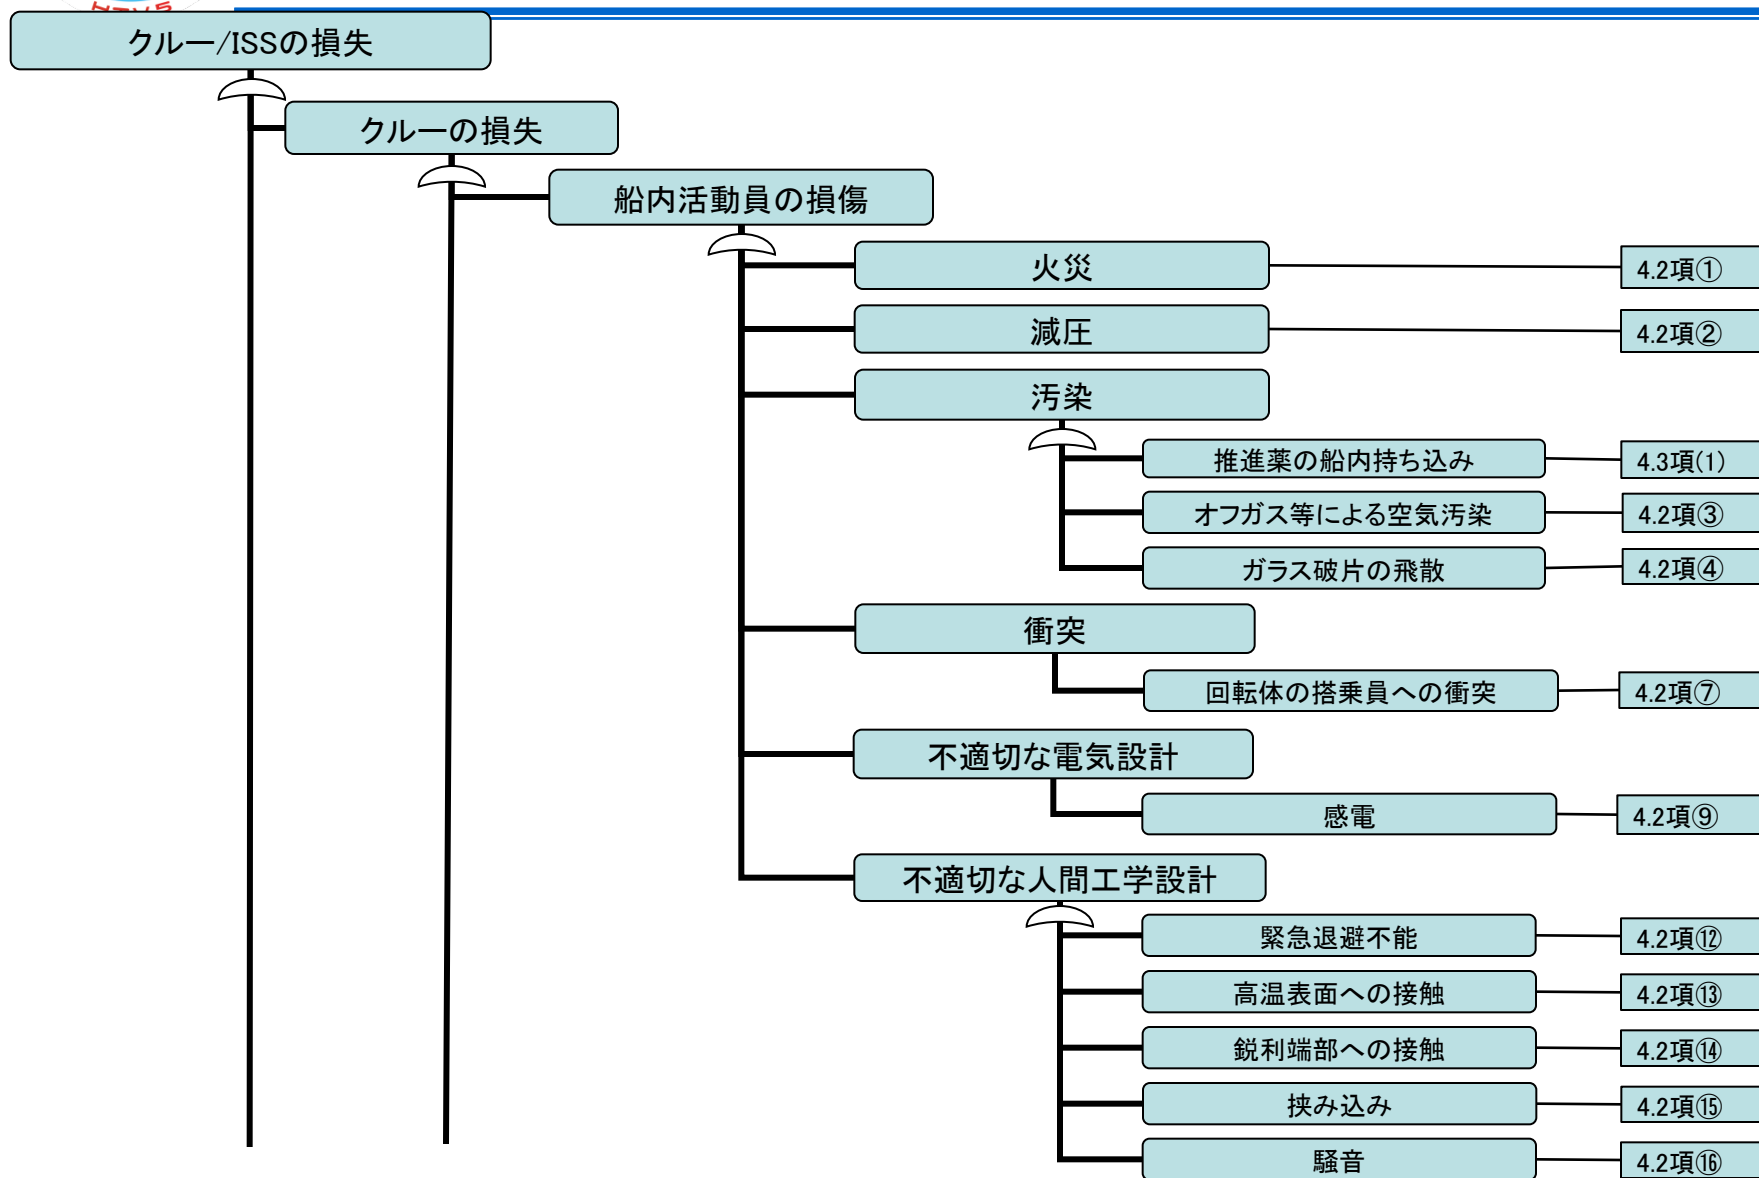 クルー/ISSの損失
クルーの損失
船内活動員の損傷
火災 4.2項①
減圧 4.2項②
汚染
推進薬の船内持ち込み 4.3項(1)
オフガス等による空気汚染 4.2項③
ガラス破片の飛散 4.2項④
衝突
回転体の搭乗員への衝突 4.2項⑦
不適切な電気設計
感電 4.2項⑨
不適切な人間工学設計
緊急退避不能 4.2項⑫
高温表面への接触 4.2項⑬
鋭利端部への接触 4.2項⑭
挟み込み 4.2項⑮
騒音 4.2項⑯